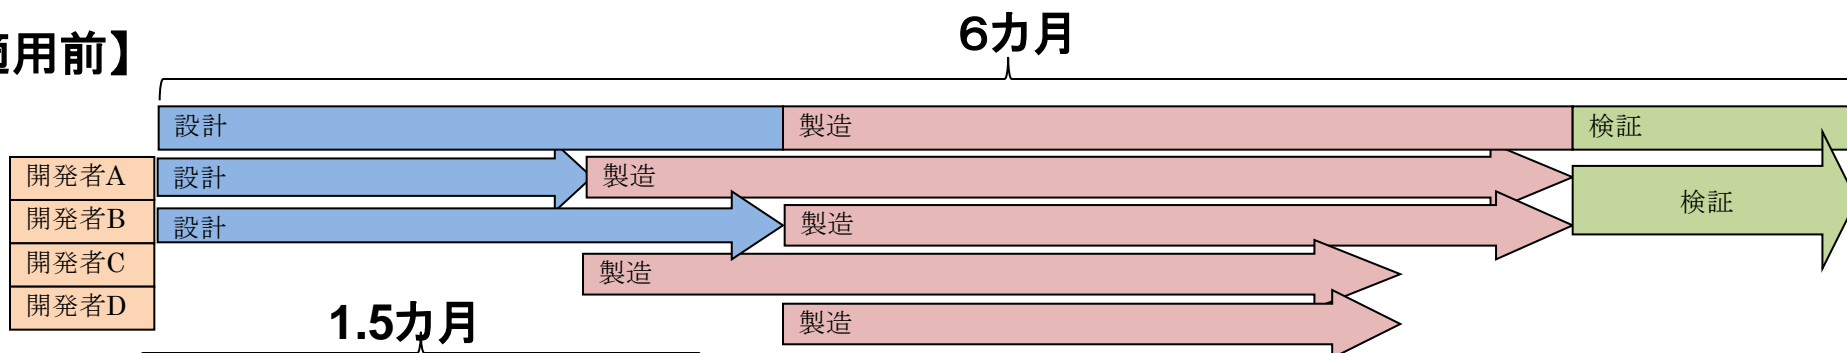 6カ月
適用前】
設計 製造 検証
開発者A 設計 製造
開発者B 設計 製造 検証
開発者C 製造
開発者D 製造
1.5カ月